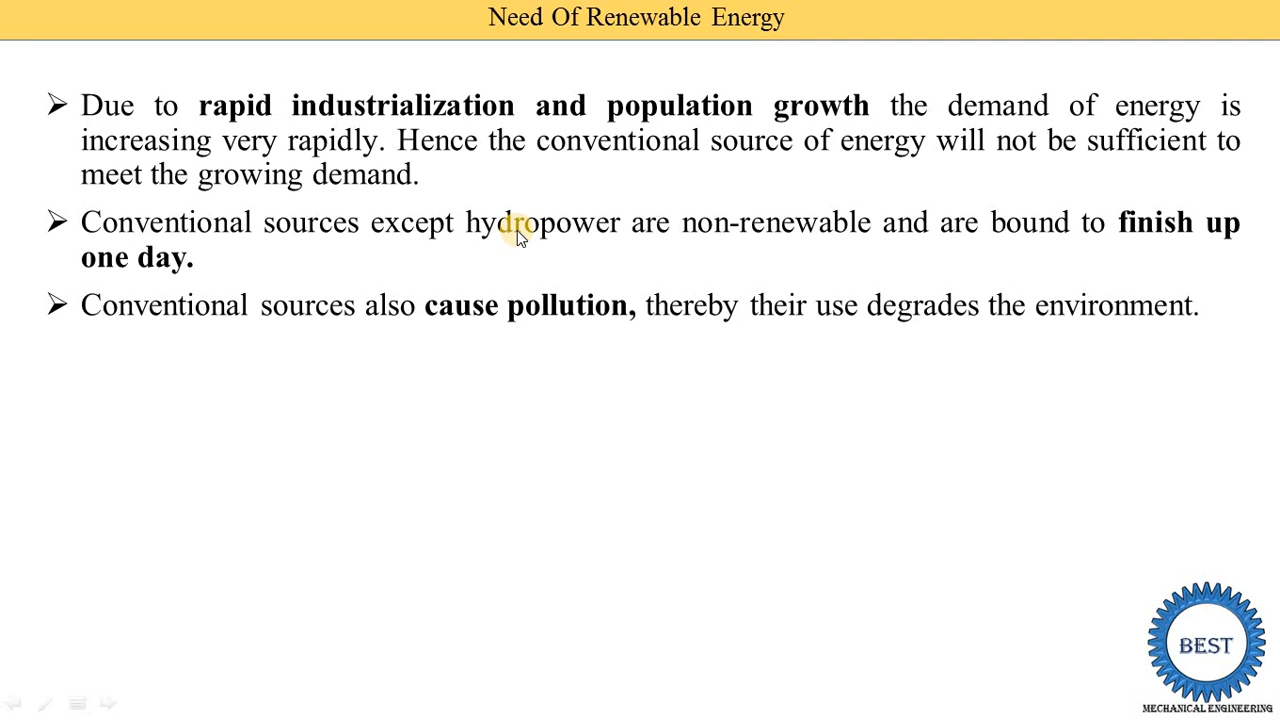 Need Of Renewable Energy
➢ Due to rapid industrialization and population growth the demand of energy is
increasing very rapidly. Hence the conventional source of energy will not be sufficient to
meet the growing demand.
➢ Conventional sources except hydropower are non-renewable and are bound to finish up
one day.
➢ Conventional sources also cause pollution, thereby their use degrades the environment.
BEST
MECHANICAL ENGINEERING